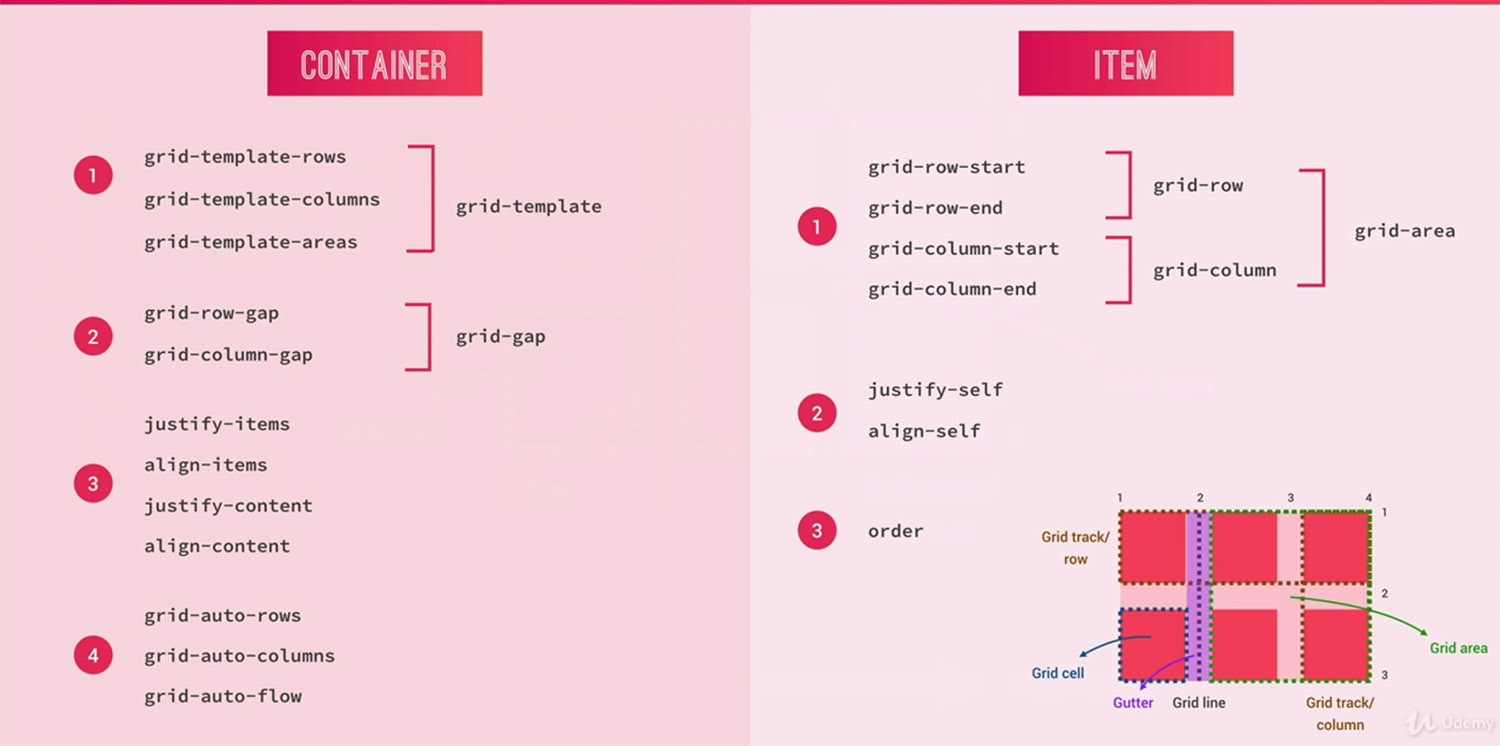 CONTAINER
1
grid-template-rows
grid-template-columns
grid-template-areas
grid-template
2
grid-row-gap
grid-column-gap
grid-gap
3
justify-items
align-items
justify-content
align-content
4
grid-auto-rows
grid-auto-columns
grid-auto-flow
ITEM
1
grid-row-start
grid-row-end
grid-column-start
grid-column-end
grid-row
grid-column
grid-area
2
justify-self
align-self
3
order
1 2 3 4
1
2
3
Grid track/
row
Grid area
Grid cell
Gutter
Grid line
Grid track/
column
Udemy